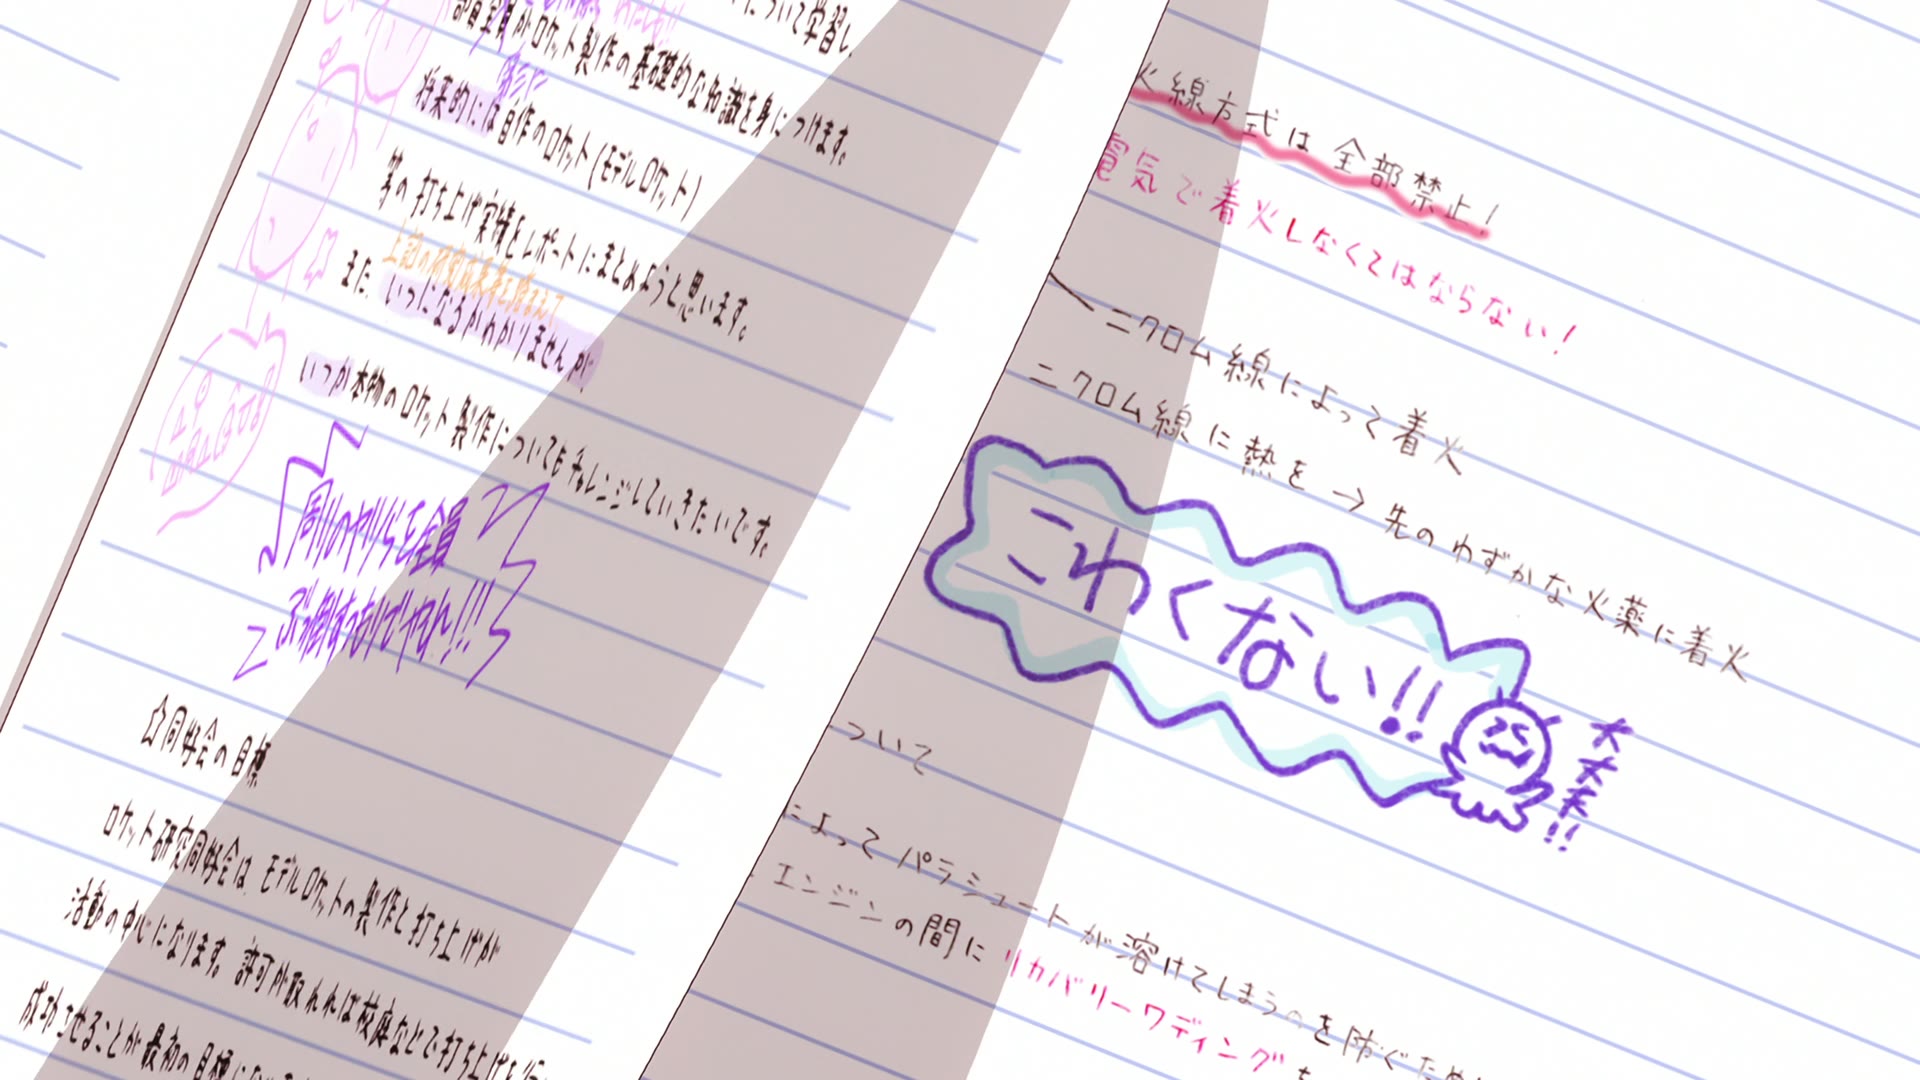 について学習し、
部員全員がロケット製作の基礎的な知識を身につけます。
将来的には自作のロケット(モデルロケット)
等の打ち上げ実績をレポートにまとめようと思います。
上記の研究成果を踏まえて
また、いつになるかわかりませんが
いつか本物のロケット製作についてもチャレンジしていきたいです。
周りのヤツらを全員
ぶっ倒すつもりでやるん!!!
☆同好会の目標
ロケット研究同好会は、モデルロケットの製作と打ち上げが
活動の中心になります。許可が取れれば校庭などで打ち上げを行
成功させることが最初の目標に
火線方式は全部禁止!
電気で着火しなくてはならない!
ニクロム線によって着火
ニクロム線に熱を→先のわずかな火薬に着火
こわくない!!
大丈夫!!
ついて
によってパラシュートが溶けてしまうのを防ぐため
エンジンの間にリカバリーワディングを